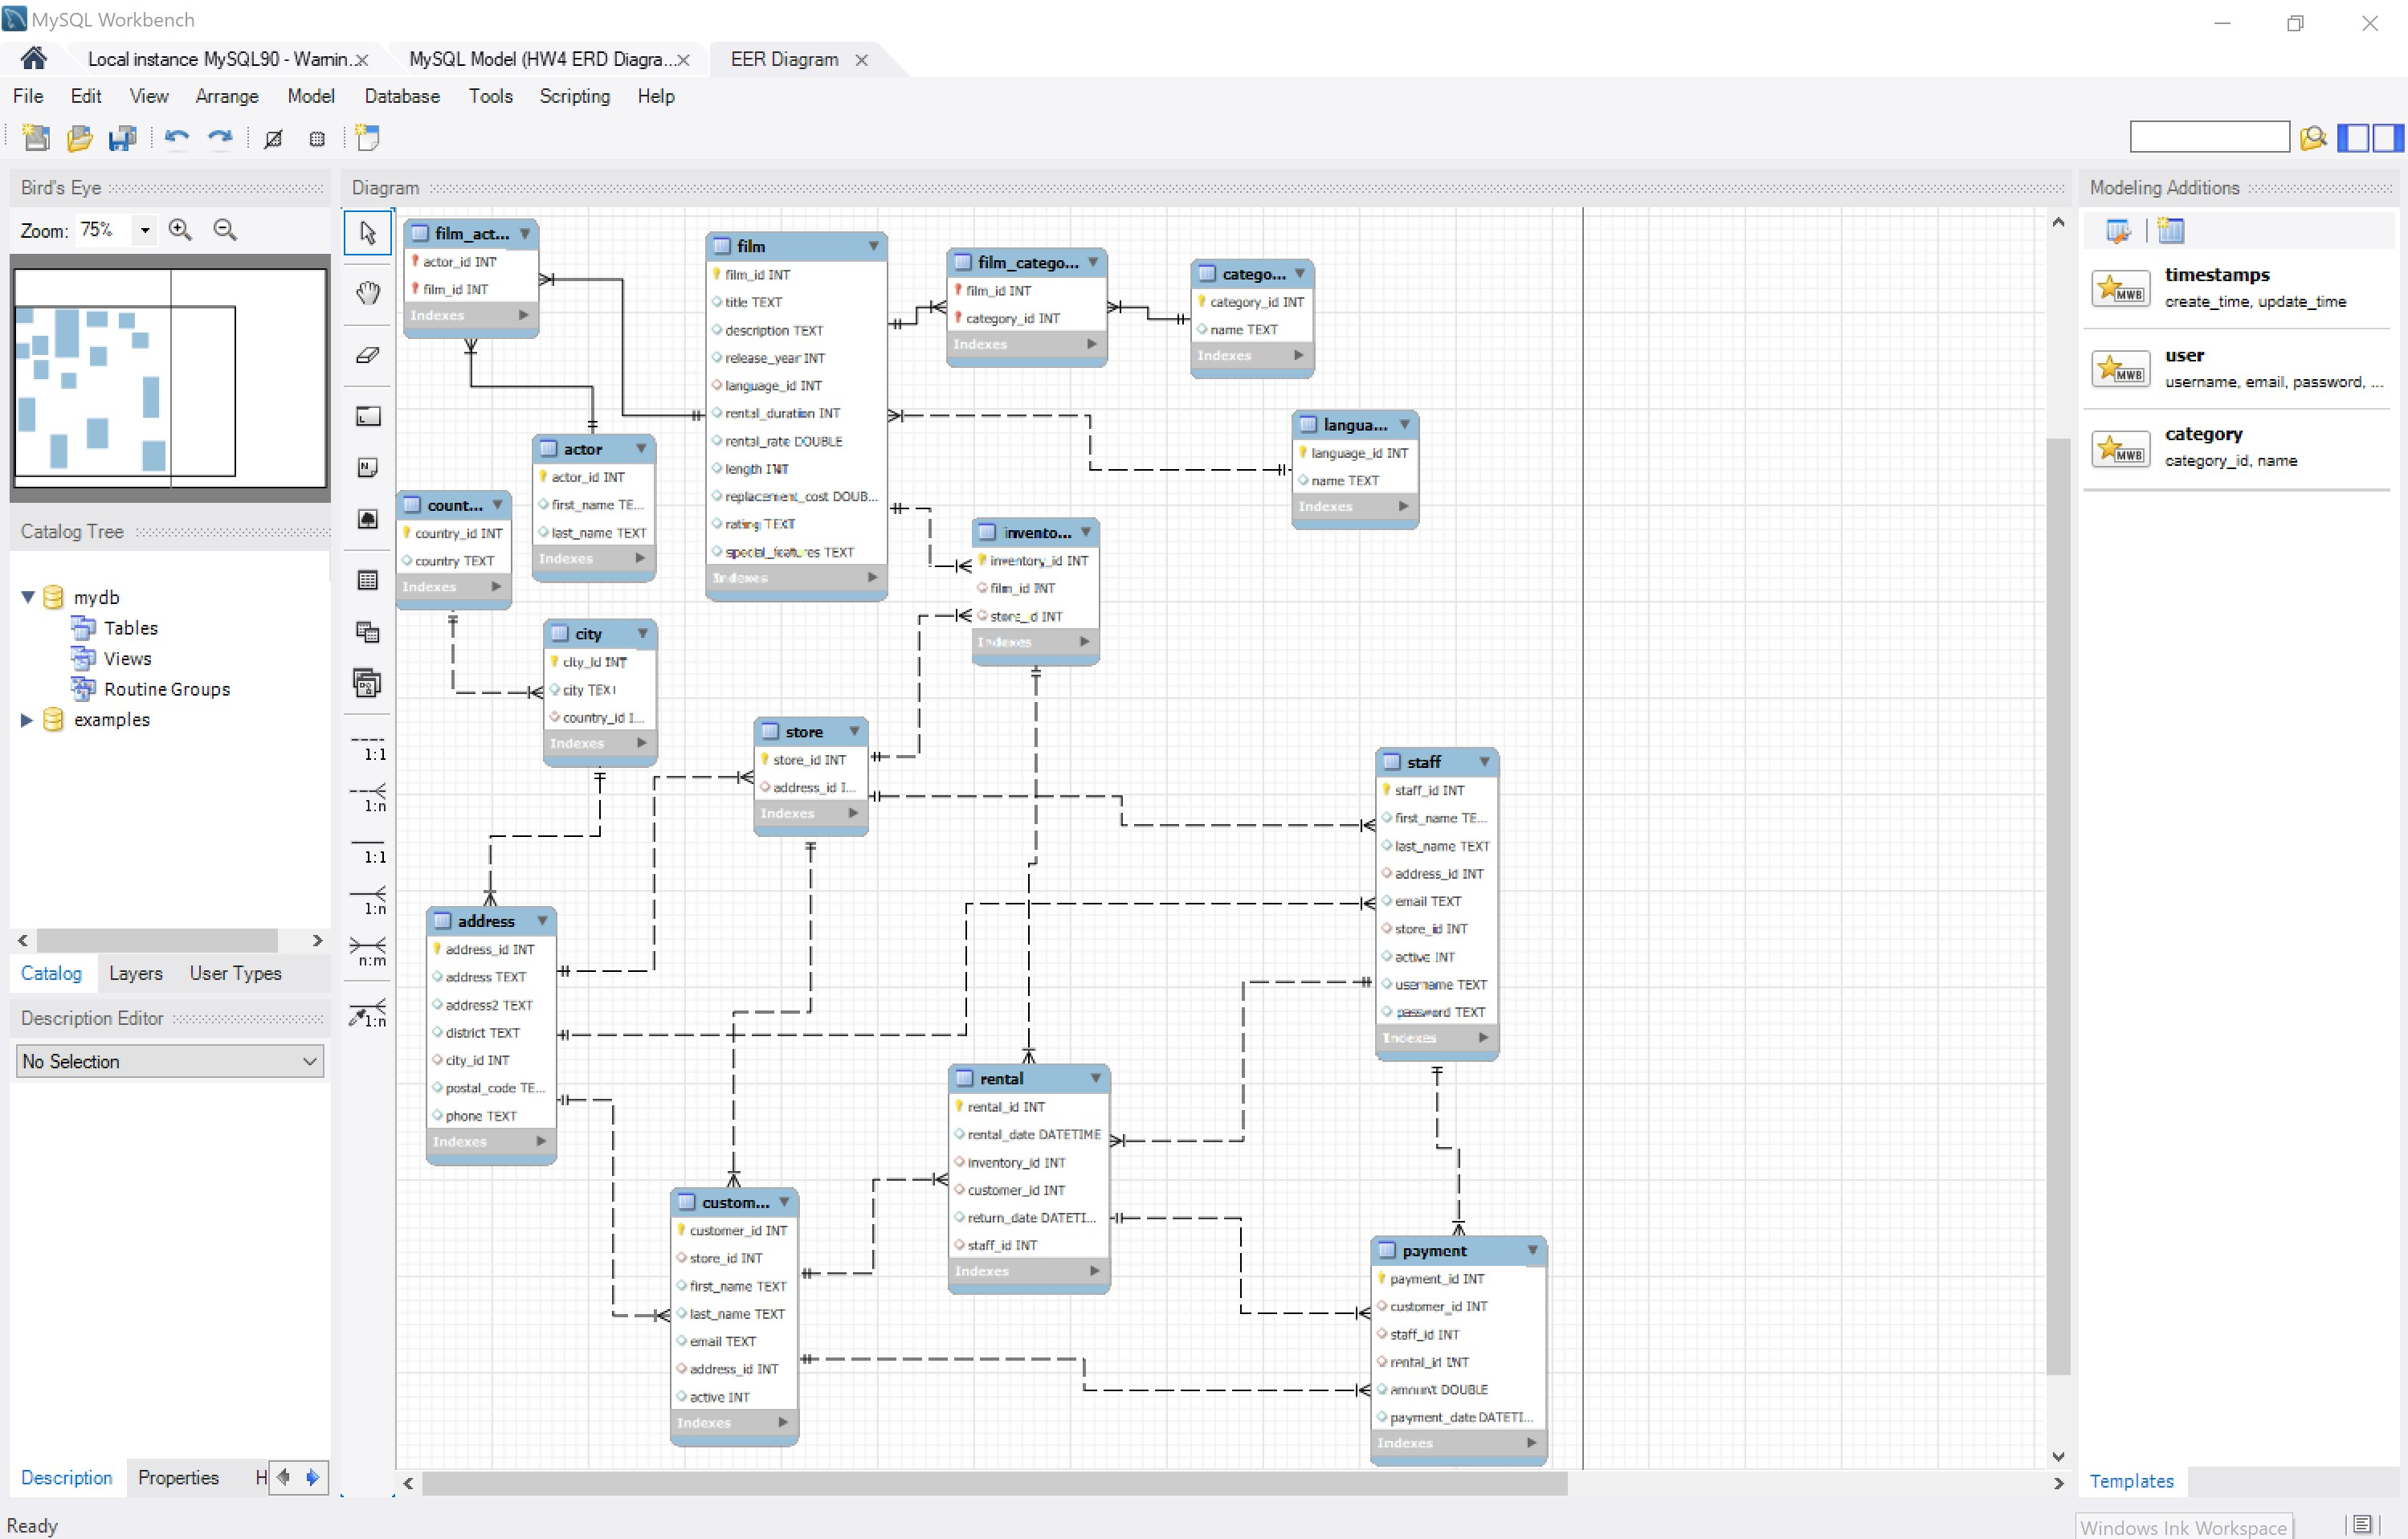 MySQL Workbench
Local instance MySQL90 - Warnin...
MySQL Model (HW4 ERD Diagra...
EER Diagram
File Edit View Arrange Model Database Tools Scripting Help
Bird's Eye
Zoom: 75%
Catalog Tree
mydb
Tables
Views
Routine Groups
examples
Catalog Layers User Types
Description Editor
No Selection
Description Properties H
Ready
Diagram
1:1
1:n
1:1
1:n
n:m
1:n
film_act...
actor_id INT
film_id INT
Indexes
film
film_id INT
title TEXT
description TEXT
release_year INT
language_id INT
rental_duration INT
rental_rate DOUBLE
length INT
replacement_cost DOUB...
rating TEXT
special_features TEXT
Indexes
film_catego...
film_id INT
category_id INT
Indexes
catego...
category_id INT
name TEXT
Indexes
langua...
language_id INT
name TEXT
Indexes
actor
actor_id INT
first_name TE...
last_name TEXT
Indexes
count...
country_id INT
country TEXT
Indexes
invento...
inventory_id INT
film_id INT
store_id INT
Indexes
city
city_id INT
city TEXT
country_id I...
Indexes
store
store_id INT
address_id I...
Indexes
staff
staff_id INT
first_name TE...
last_name TEXT
address_id INT
email TEXT
store_id INT
active INT
username TEXT
password TEXT
Indexes
address
address_id INT
address TEXT
address2 TEXT
district TEXT
city_id INT
postal_code TE...
phone TEXT
Indexes
rental
rental_id INT
rental_date DATETIME
inventory_id INT
customer_id INT
return_date DATETI...
staff_id INT
Indexes
custom...
customer_id INT
store_id INT
first_name TEXT
last_name TEXT
email TEXT
address_id INT
active INT
Indexes
payment
payment_id INT
customer_id INT
staff_id INT
rental_id INT
amount DOUBLE
payment_date DATETI...
Indexes
Modeling Additions
MWB
timestamps
create_time, update_time
MWB
user
username, email, password, ...
MWB
category
category_id, name
Templates
Windows Ink Workspace